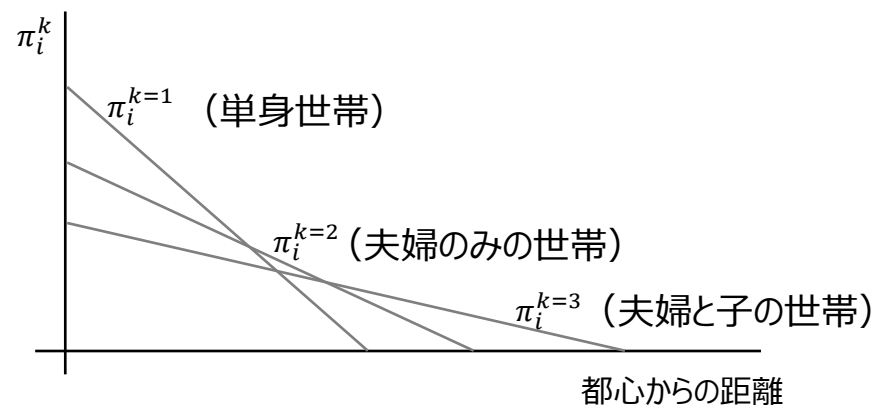 π_i^k
π_i^{k=1} （単身世帯）
π_i^{k=2} （夫婦のみの世帯）
π_i^{k=3} （夫婦と子の世帯）
都心からの距離